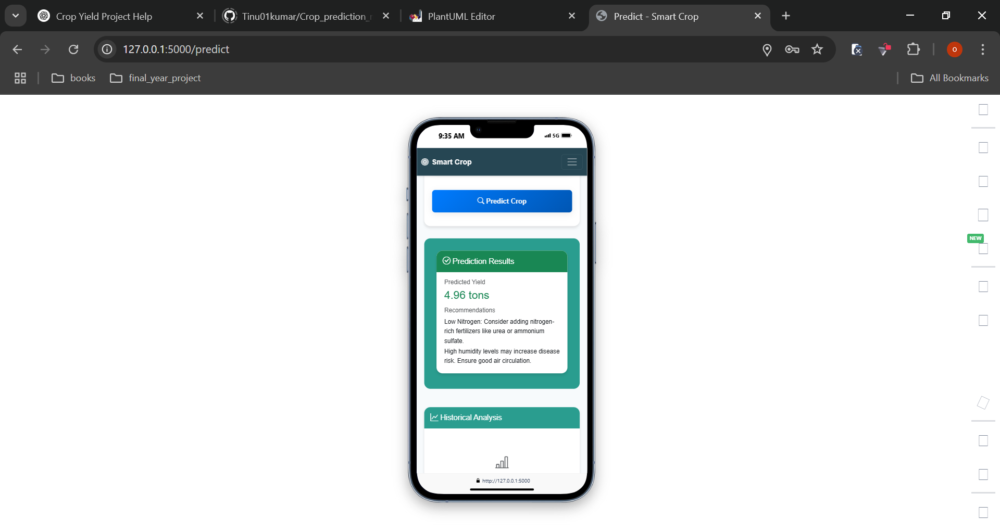 Crop Yield Project Help
Tinu01kumar/Crop_prediction_
PlantUML Editor
Predict - Smart Crop
127.0.0.1:5000/predict
O
books
final_year_project
All Bookmarks
9:35 AM
5G
Smart Crop
Predict Crop
Prediction Results
Predicted Yield
4.96 tons
Recommendations
Low Nitrogen: Consider adding nitrogen-
rich fertilizers like urea or ammonium
sulfate.
High humidity levels may increase disease
risk. Ensure good air circulation.
Historical Analysis
http://127.0.0.1:5000
NEW